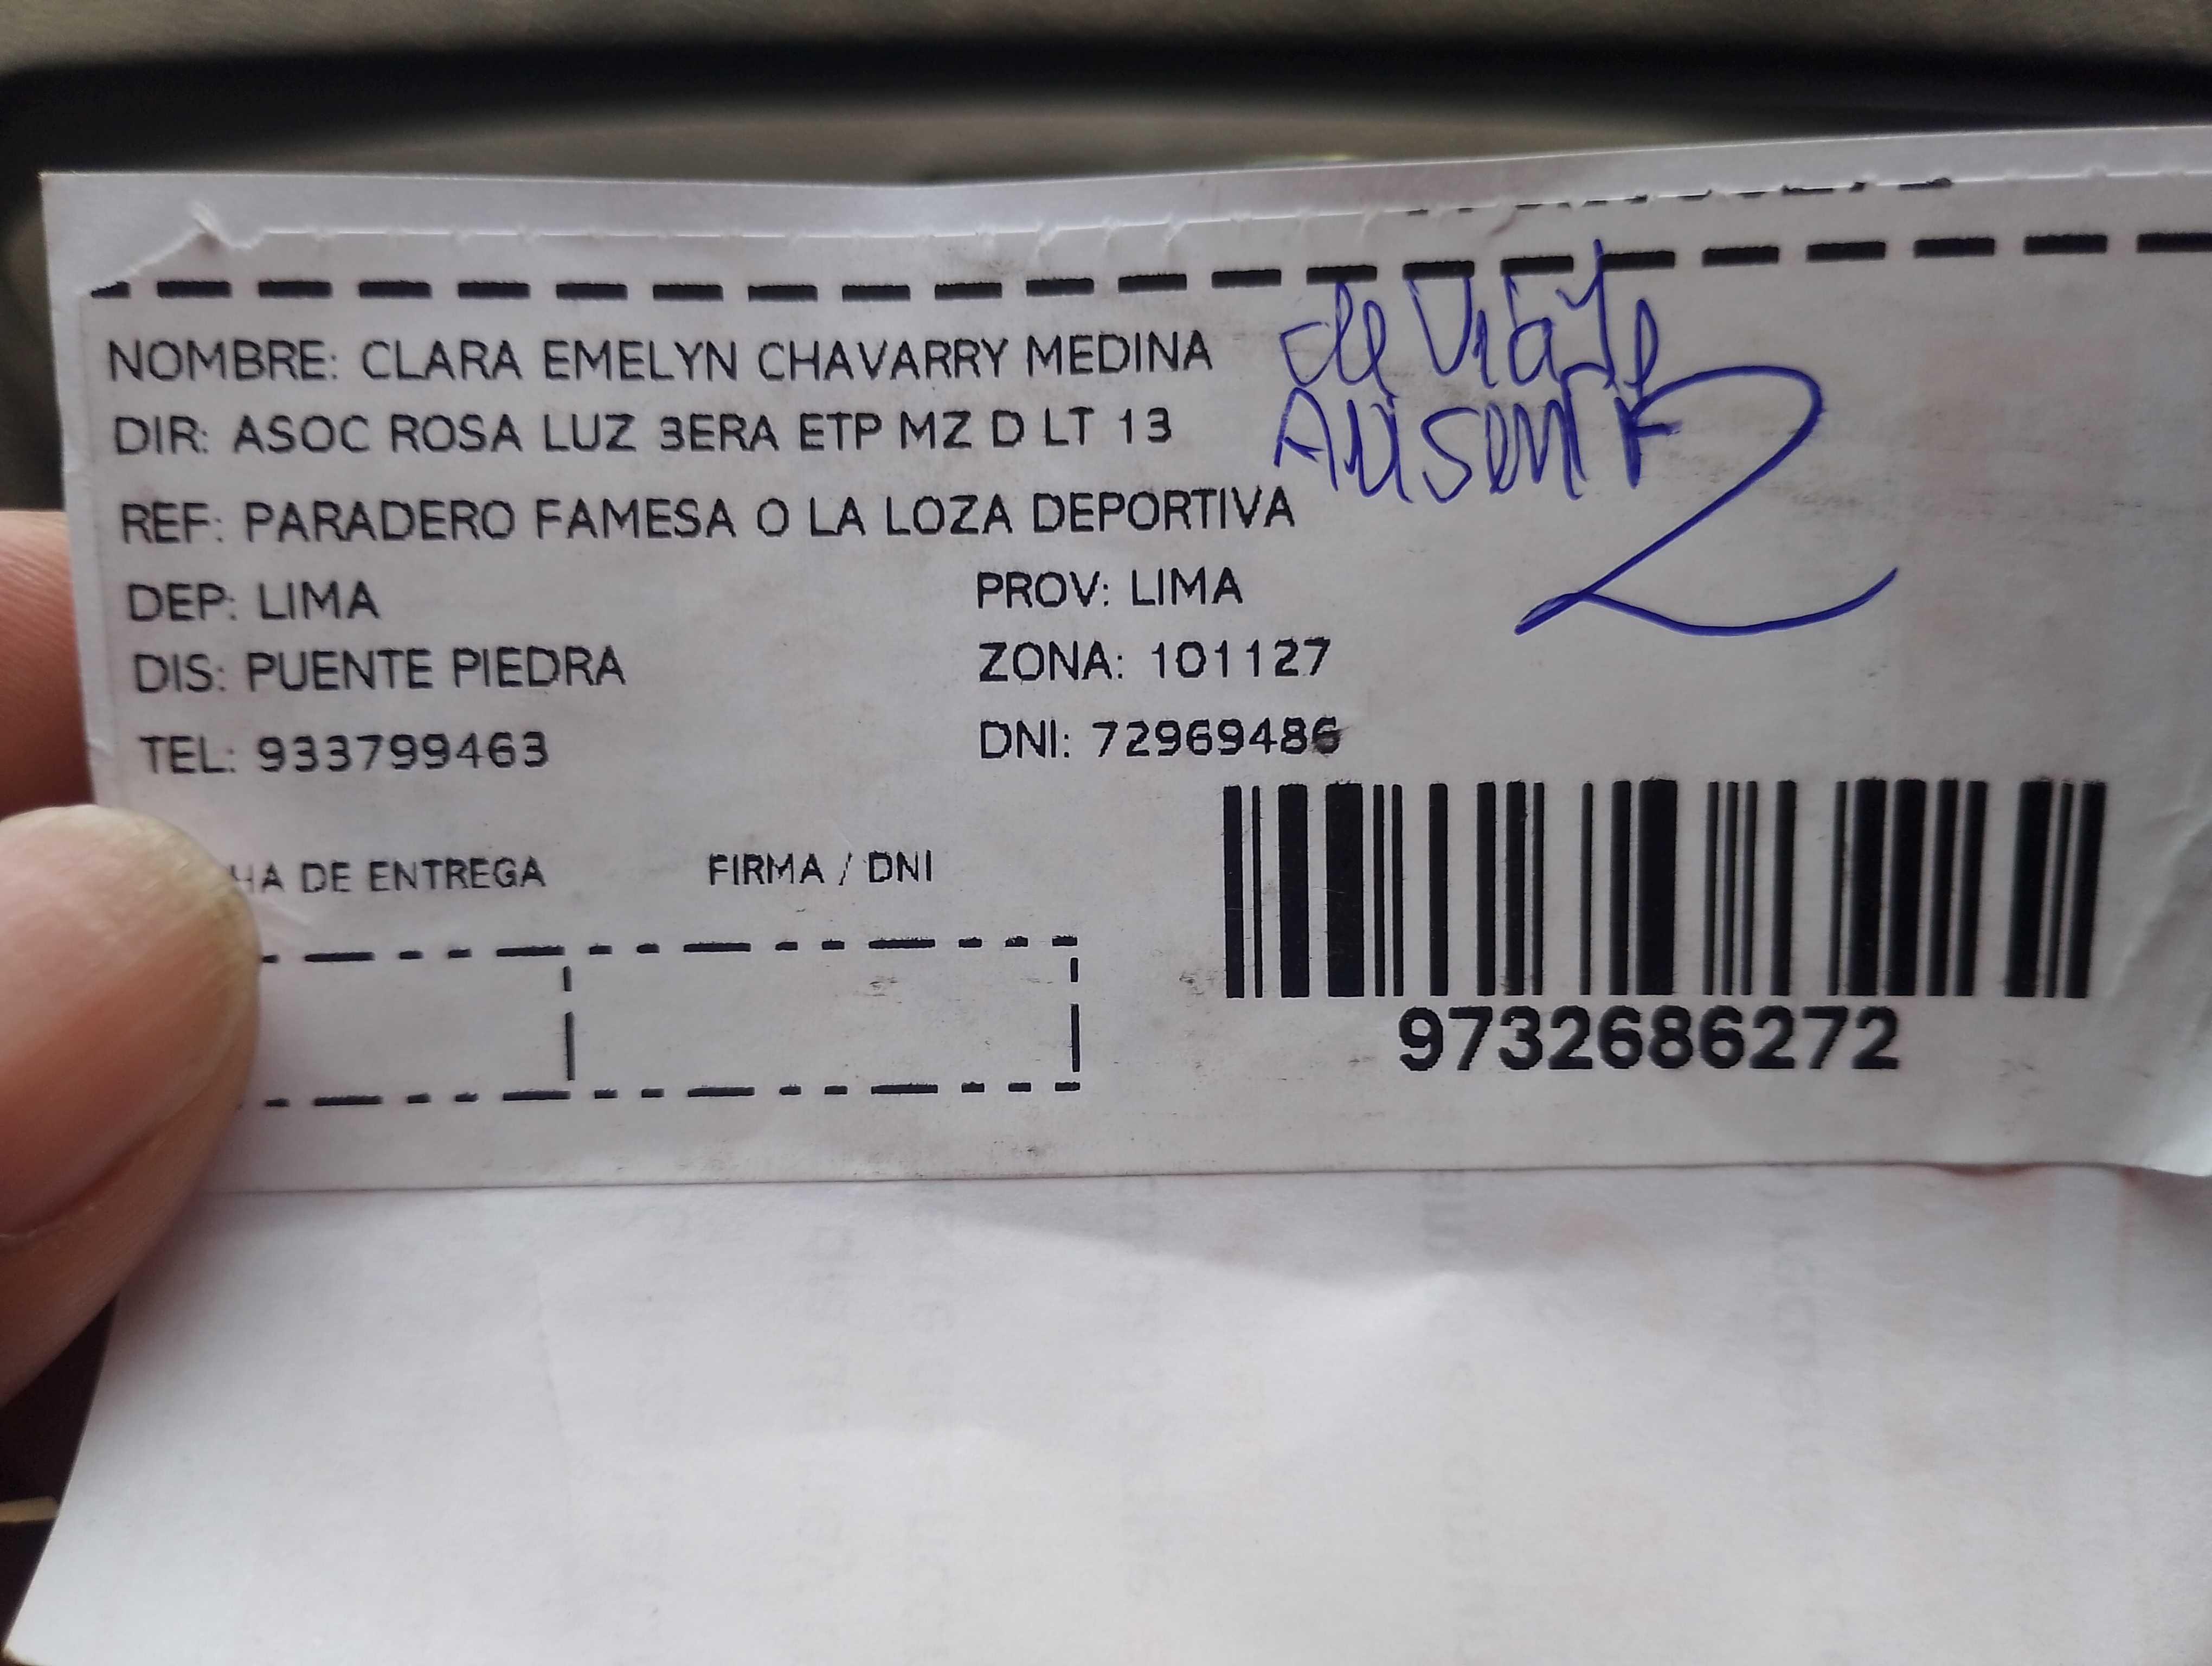 NOMBRE: CLARA EMELYN CHAVARRY MEDINA
de Viaje
DIR: ASOC ROSA LUZ 3ERA ETP MZ D LT 13
Ausente
2
REF: PARADERO FAMESA O LA LOZA DEPORTIVA
DEP: LIMA PROV: LIMA
DIS: PUENTE PIEDRA ZONA: 101127
TEL: 933799463 DNI: 72969486
HA DE ENTREGA FIRMA / DNI
9732686272